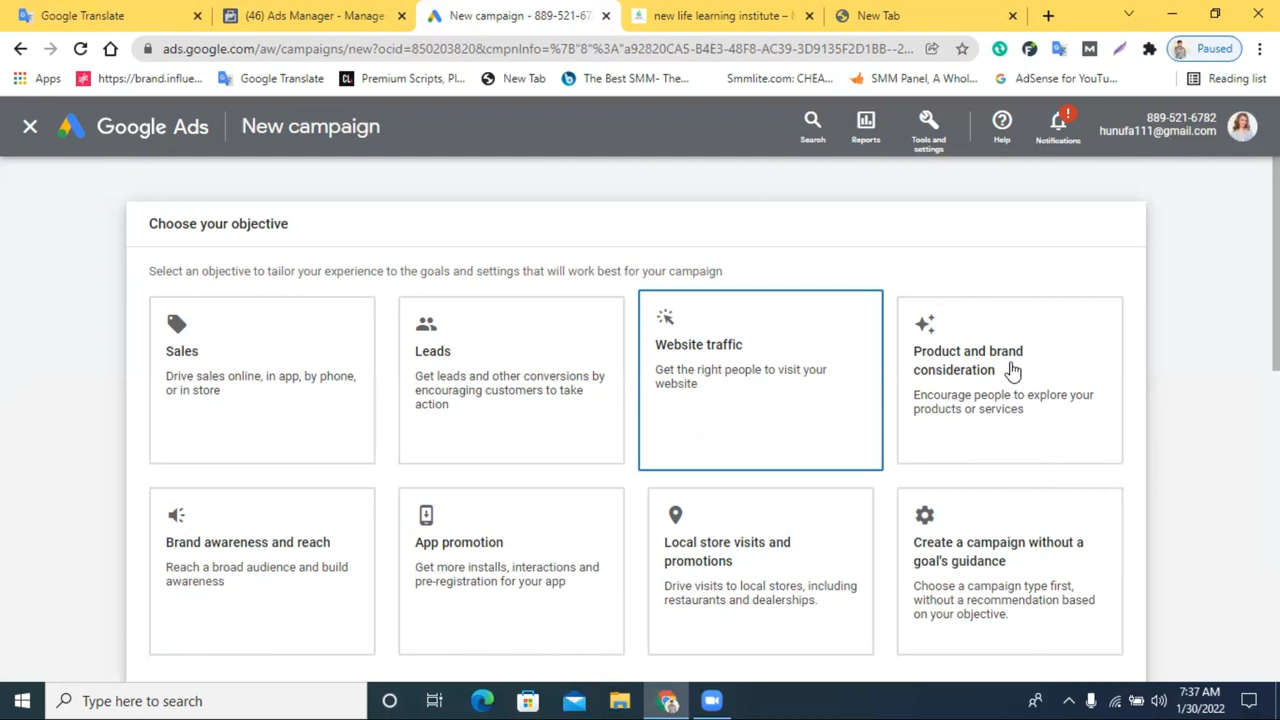 Google Translate
(46) Ads Manager - Manage
New campaign - 889-521-67
new life learning institute –
New Tab
ads.google.com/aw/campaigns/new?ocid=850203820&cmpnInfo=%7B"8"%3A"a92820CA5-B4E3-48F8-AC39-3D9135F2D1BB--2...
Paused
Apps
https://brand.influe...
Google Translate
Premium Scripts, Pl...
New Tab
The Best SMM- The...
Smmlite.com: CHEA...
SMM Panel, A Whol...
AdSense for YouTu...
Reading list
Google Ads
New campaign
Search
Reports
Tools and settings
Help
Notifications
889-521-6782
hunufa111@gmail.com
Choose your objective
Select an objective to tailor your experience to the goals and settings that will work best for your campaign
Sales
Drive sales online, in app, by phone,
or in store
Leads
Get leads and other conversions by
encouraging customers to take
action
Website traffic
Get the right people to visit your
website
Product and brand
consideration
Encourage people to explore your
products or services
Brand awareness and reach
Reach a broad audience and build
awareness
App promotion
Get more installs, interactions and
pre-registration for your app
Local store visits and
promotions
Drive visits to local stores, including
restaurants and dealerships.
Create a campaign without a
goal's guidance
Choose a campaign type first,
without a recommendation based
on your objective.
Type here to search
7:37 AM
1/30/2022